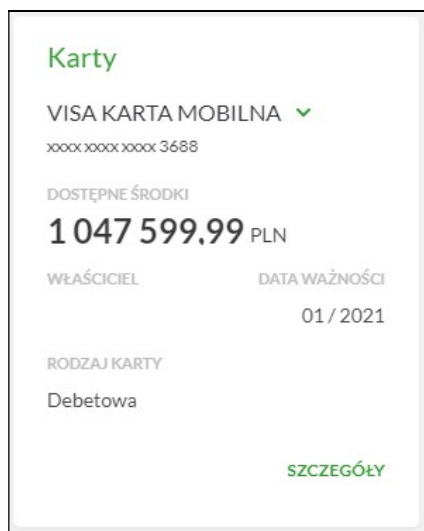 Karty
VISA KARTA MOBILNA
xxxx xxxx xxxx 3688
DOSTĘPNE ŚRODKI
1 047 599,99 PLN
WŁAŚCICIEL DATA WAŻNOŚCI
01 / 2021
RODZAJ KARTY
Debetowa
SZCZEGÓŁY